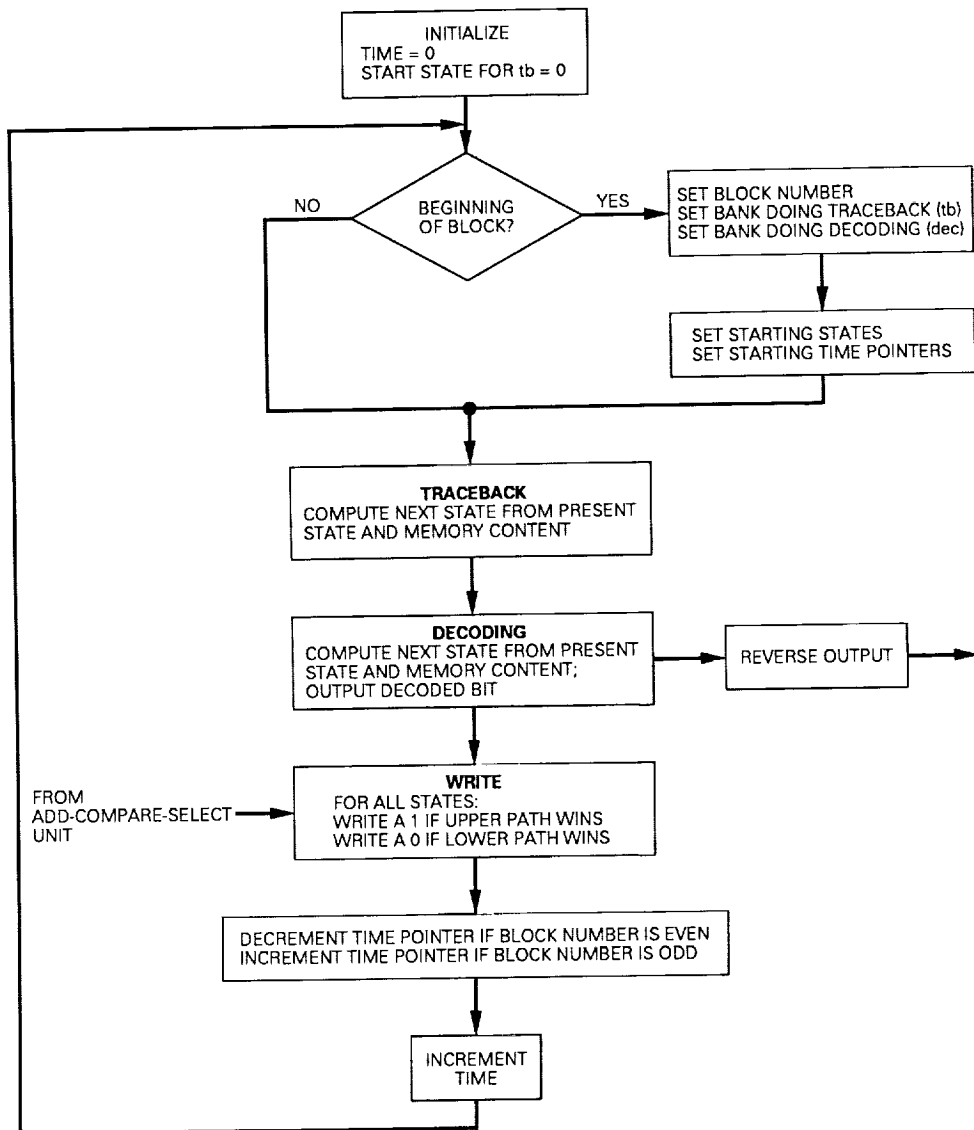 INITIALIZE
TIME = 0
START STATE FOR tb = 0
BEGINNING
OF BLOCK?
NO
YES
SET BLOCK NUMBER
SET BANK DOING TRACEBACK (tb)
SET BANK DOING DECODING (dec)
SET STARTING STATES
SET STARTING TIME POINTERS
TRACEBACK
COMPUTE NEXT STATE FROM PRESENT
STATE AND MEMORY CONTENT
DECODING
COMPUTE NEXT STATE FROM PRESENT
STATE AND MEMORY CONTENT;
OUTPUT DECODED BIT
REVERSE OUTPUT
FROM
ADD-COMPARE-SELECT
UNIT
WRITE
FOR ALL STATES:
WRITE A 1 IF UPPER PATH WINS
WRITE A 0 IF LOWER PATH WINS
DECREMENT TIME POINTER IF BLOCK NUMBER IS EVEN
INCREMENT TIME POINTER IF BLOCK NUMBER IS ODD
INCREMENT
TIME